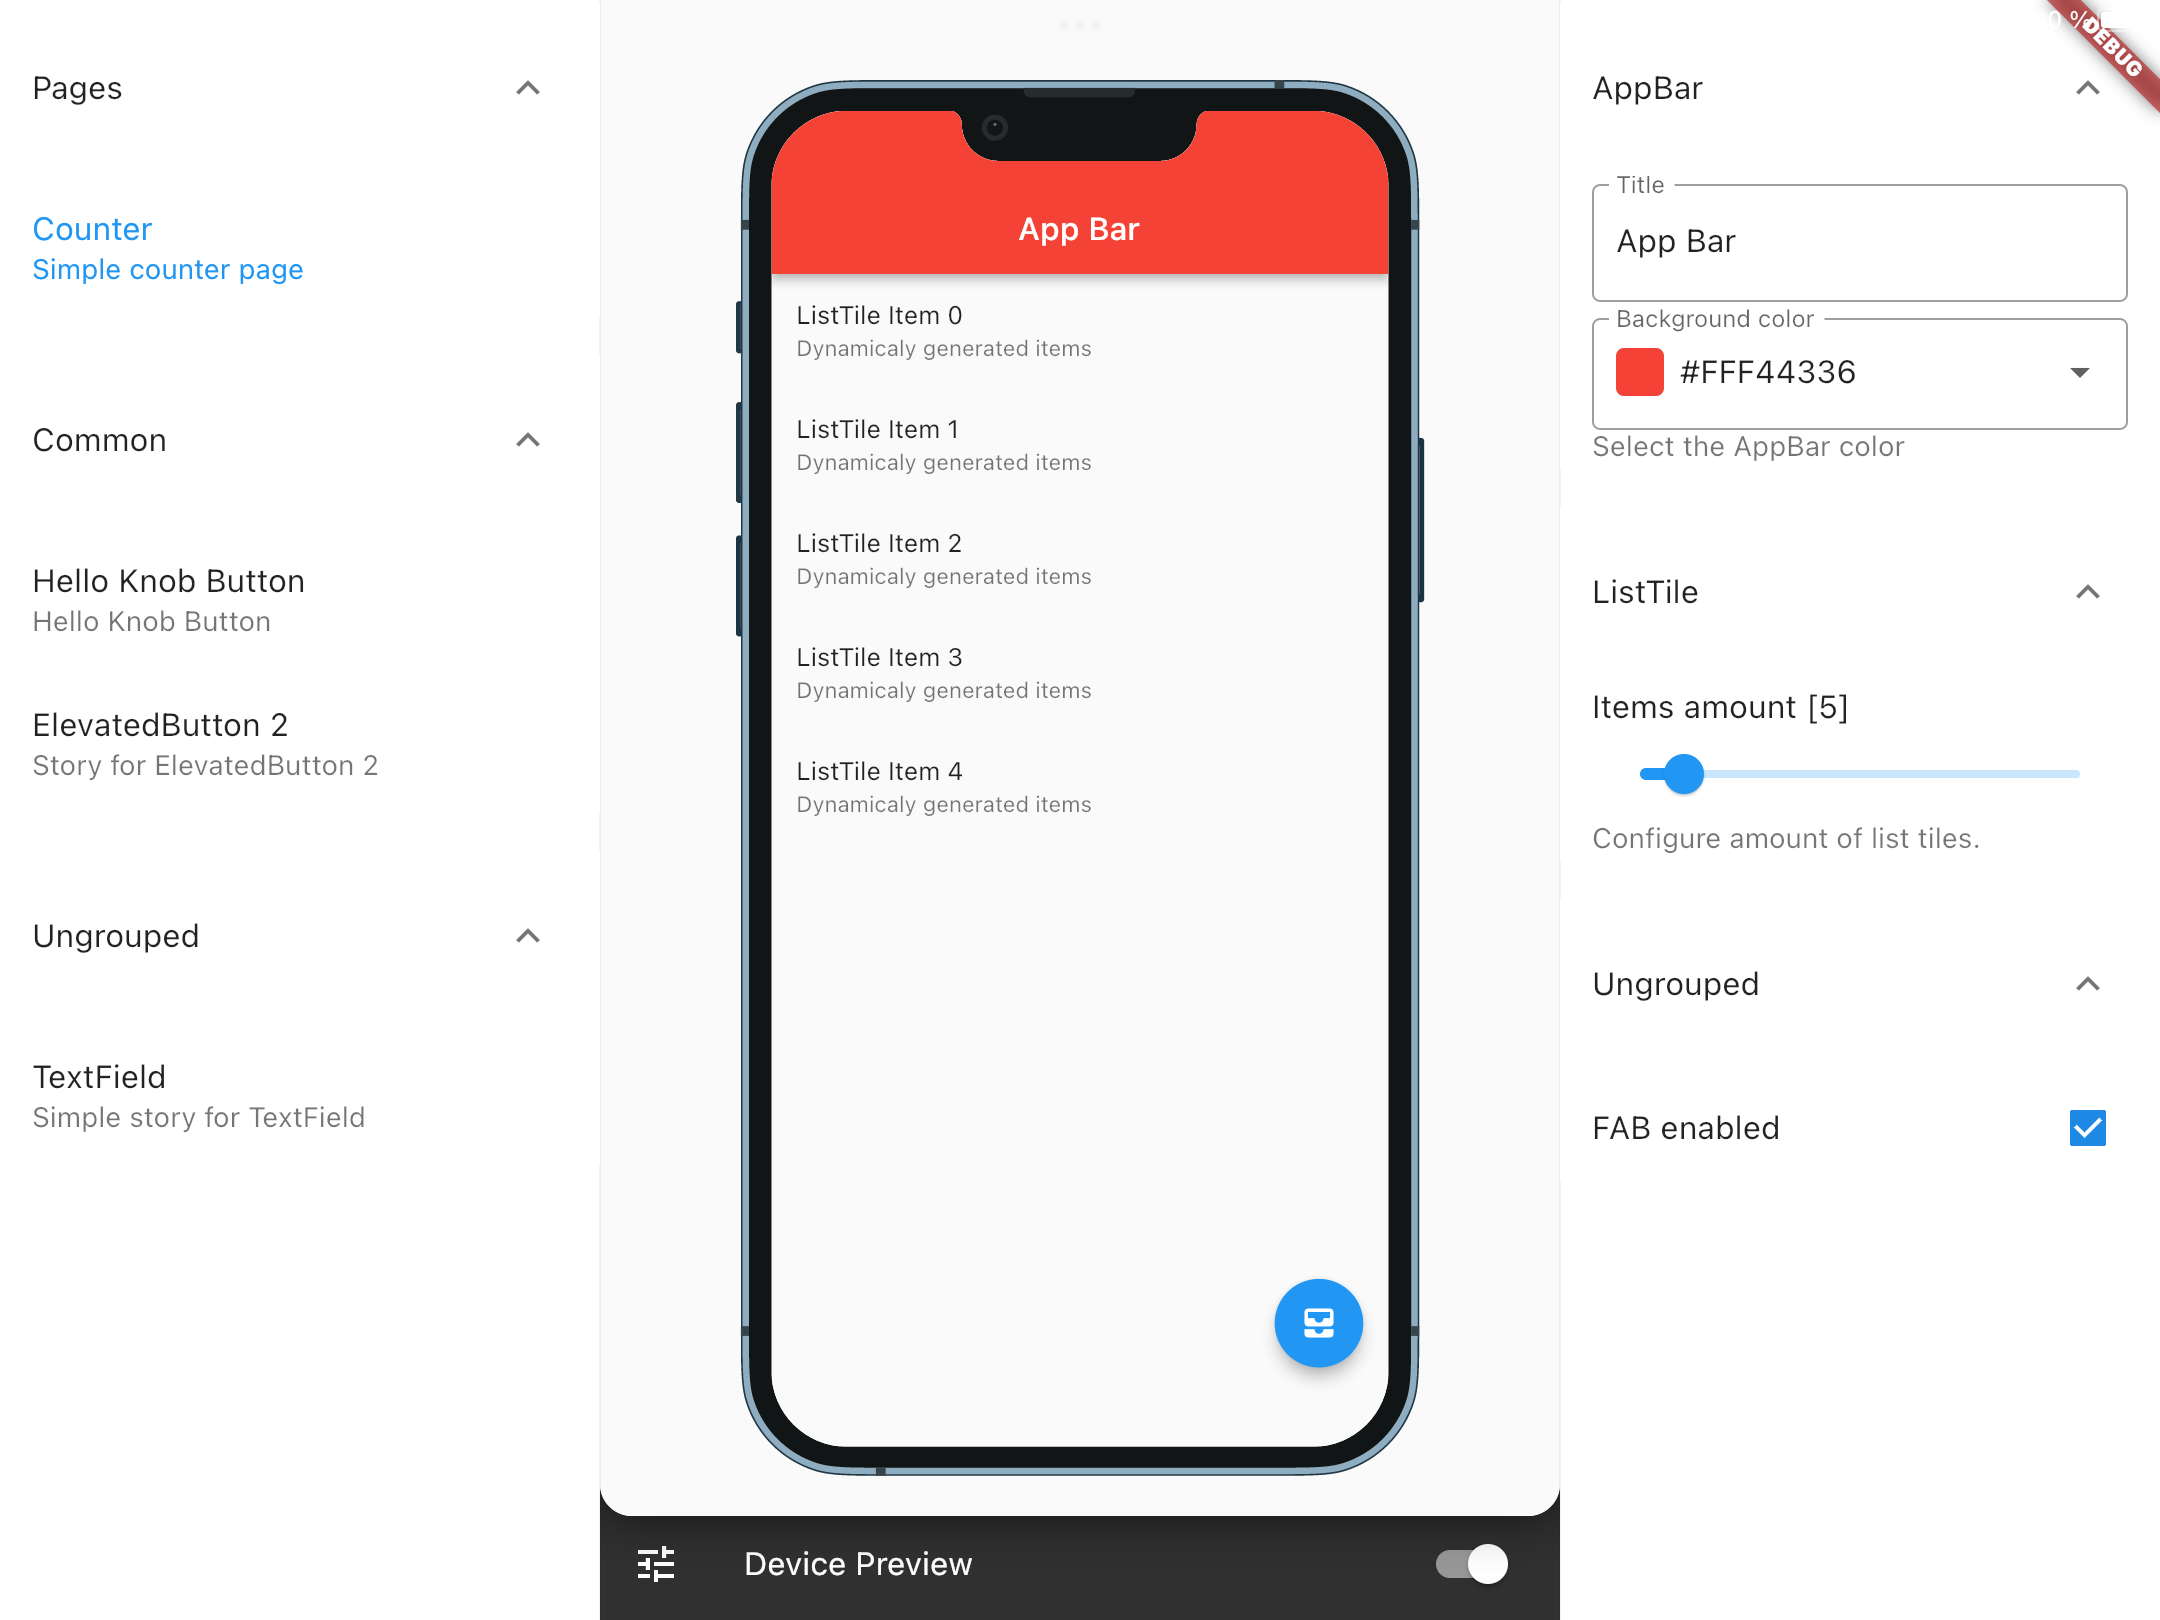 Pages
Counter
Simple counter page
Common
Hello Knob Button
Hello Knob Button
ElevatedButton 2
Story for ElevatedButton 2
Ungrouped
TextField
Simple story for TextField
App Bar
ListTile Item 0
Dynamicaly generated items
ListTile Item 1
Dynamicaly generated items
ListTile Item 2
Dynamicaly generated items
ListTile Item 3
Dynamicaly generated items
ListTile Item 4
Dynamicaly generated items
Device Preview
DEBUG
AppBar
Title
App Bar
Background color
#FFF44336
Select the AppBar color
ListTile
Items amount [5]
Configure amount of list tiles.
Ungrouped
FAB enabled